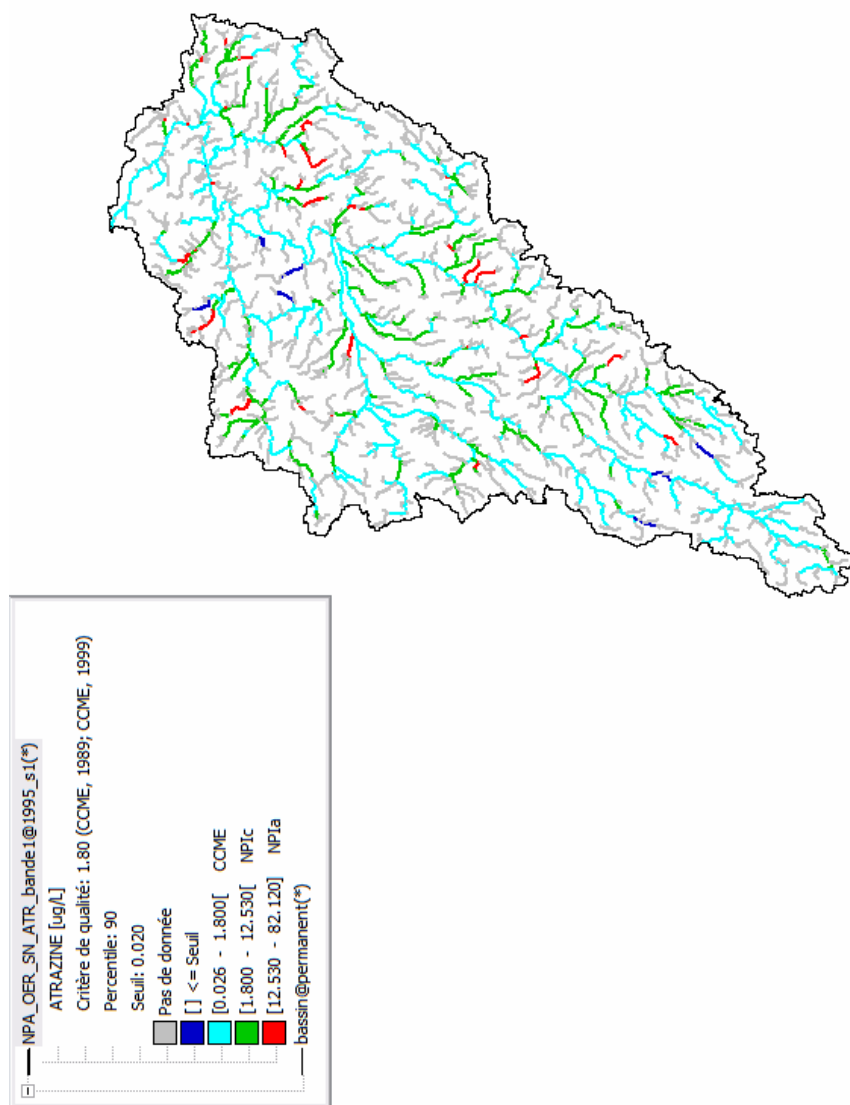 NPA_OER_SN_ATR_bande1@1995_s1(*)
ATRAZINE [ug/L]
Critère de qualité: 1.80 (CCME, 1989; CCME, 1999)
Percentile: 90
Seuil: 0.020
Pas de donnée
[] <= Seuil
[0.026 - 1.800[ CCME
[1.800 - 12.530[ NPIc
[12.530 - 82.120] NPIa
bassin@permanent(*)